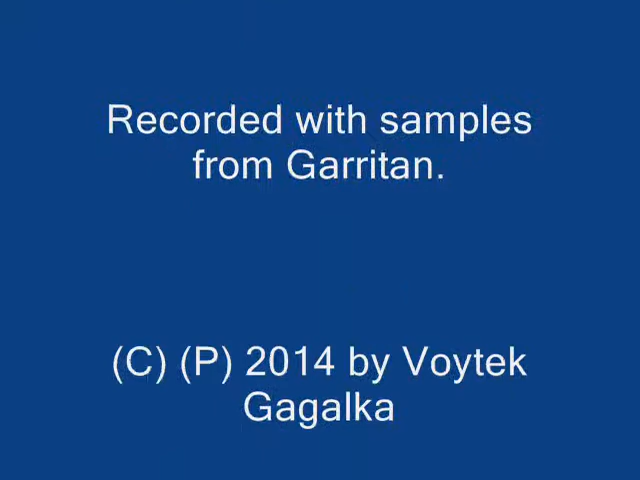 Recorded with samples
from Garritan.
(C) (P) 2014 by Voytek
Gagalka